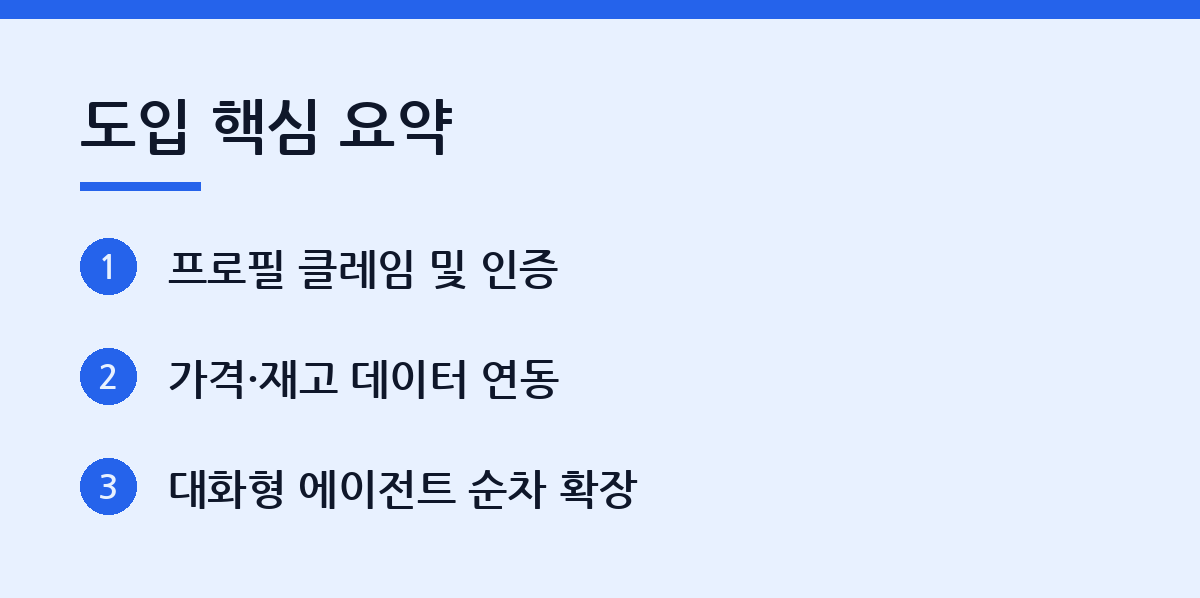 도입 핵심 요약
1 프로필 클레임 및 인증
2 가격·재고 데이터 연동
3 대화형 에이전트 순차 확장